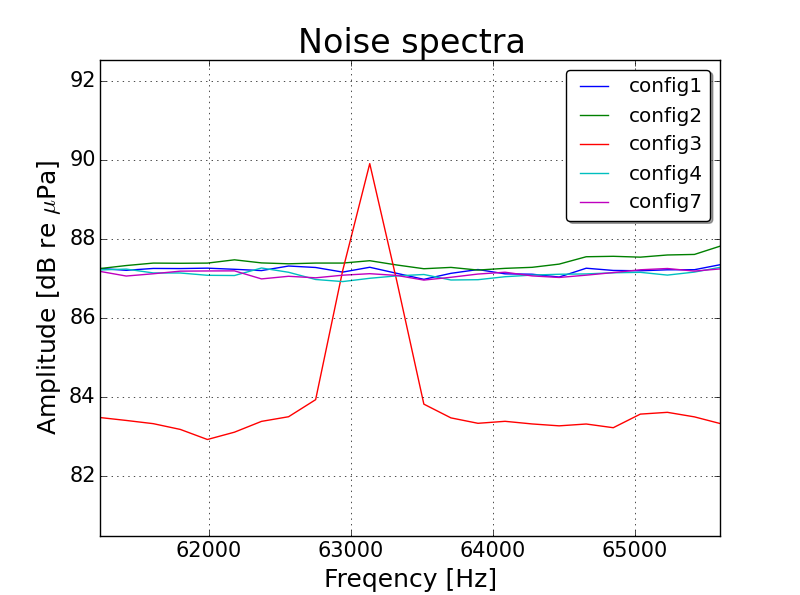 Noise spectra
92
90
88
86
84
82
Amplitude [dB re μPa]
config1
config2
config3
config4
config7
62000 63000 64000 65000
Freqency [Hz]